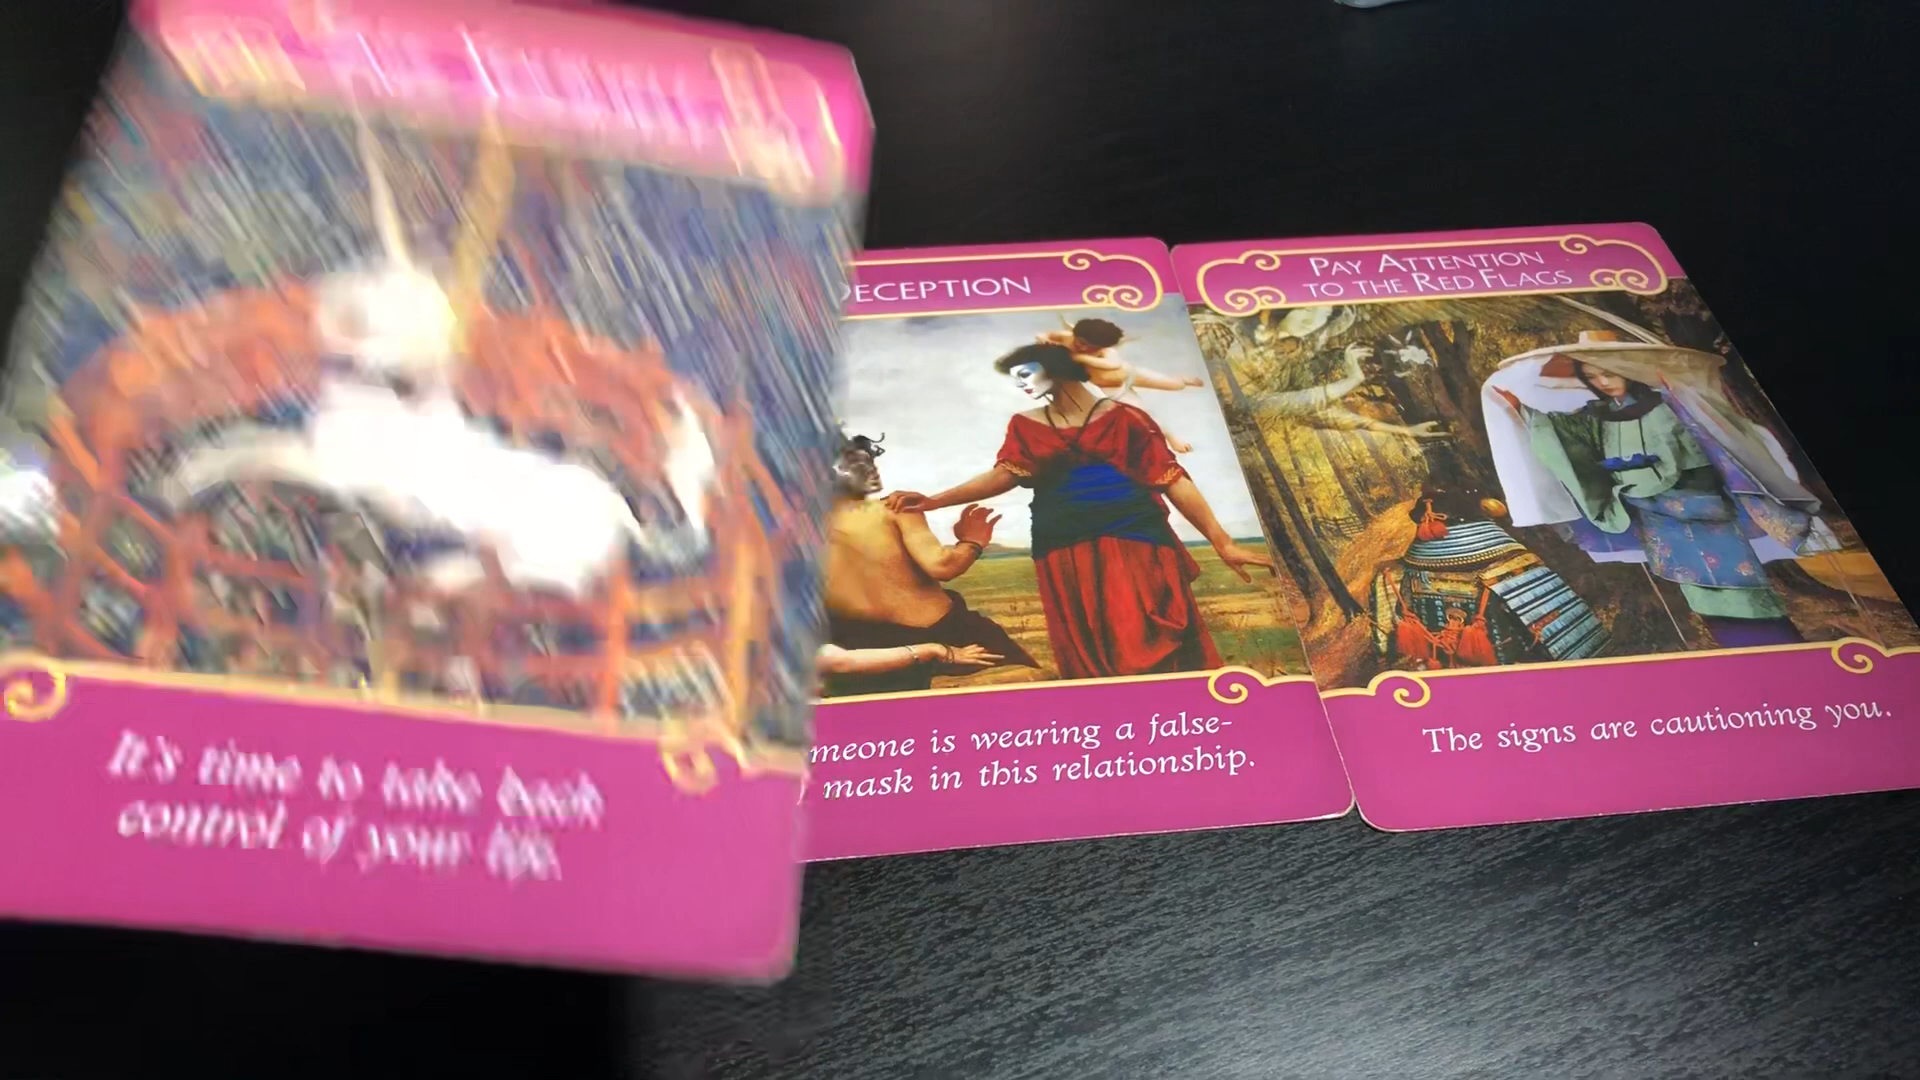 It's time to take back
control of your life.
DECEPTION
meone is wearing a false-
mask in this relationship.
PAY ATTENTION
TO THE RED FLAGS
The signs are cautioning you.